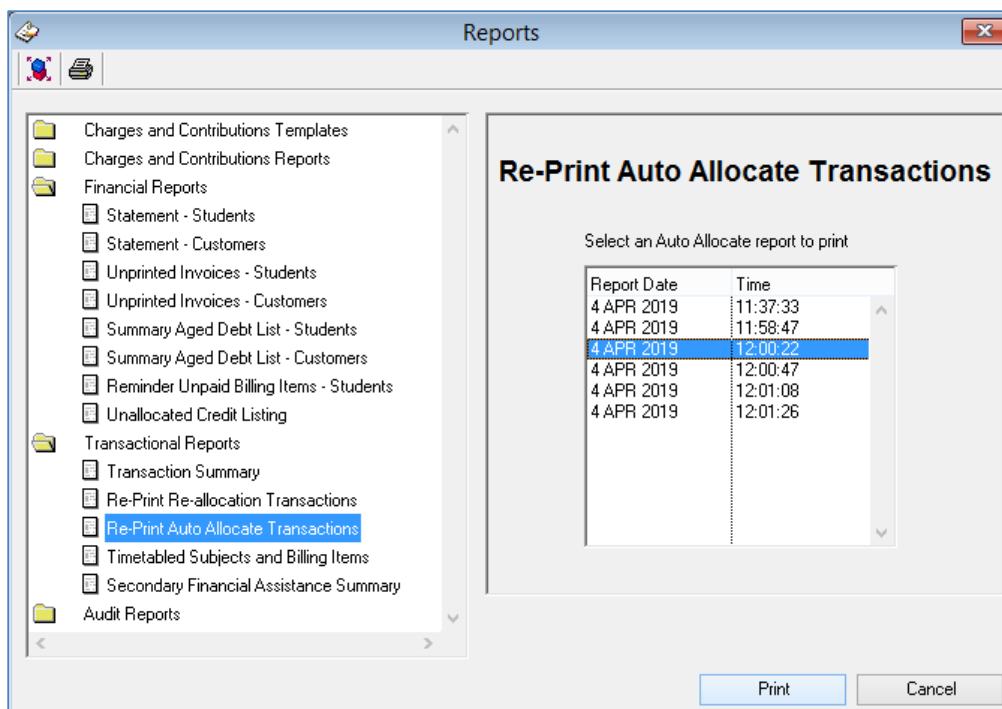 Reports
Charges and Contributions Templates
Charges and Contributions Reports
Financial Reports
Statement - Students
Statement - Customers
Unprinted Invoices - Students
Unprinted Invoices - Customers
Summary Aged Debt List - Students
Summary Aged Debt List - Customers
Reminder Unpaid Billing Items - Students
Unallocated Credit Listing
Transactional Reports
Transaction Summary
Re-Print Re-allocation Transactions
Re-Print Auto Allocate Transactions
Timetabled Subjects and Billing Items
Secondary Financial Assistance Summary
Audit Reports
Re-Print Auto Allocate Transactions
Select an Auto Allocate report to print
Report Date Time
4 APR 2019 11:37:33
4 APR 2019 11:58:47
4 APR 2019 12:00:22
4 APR 2019 12:00:47
4 APR 2019 12:01:08
4 APR 2019 12:01:26
Print Cancel